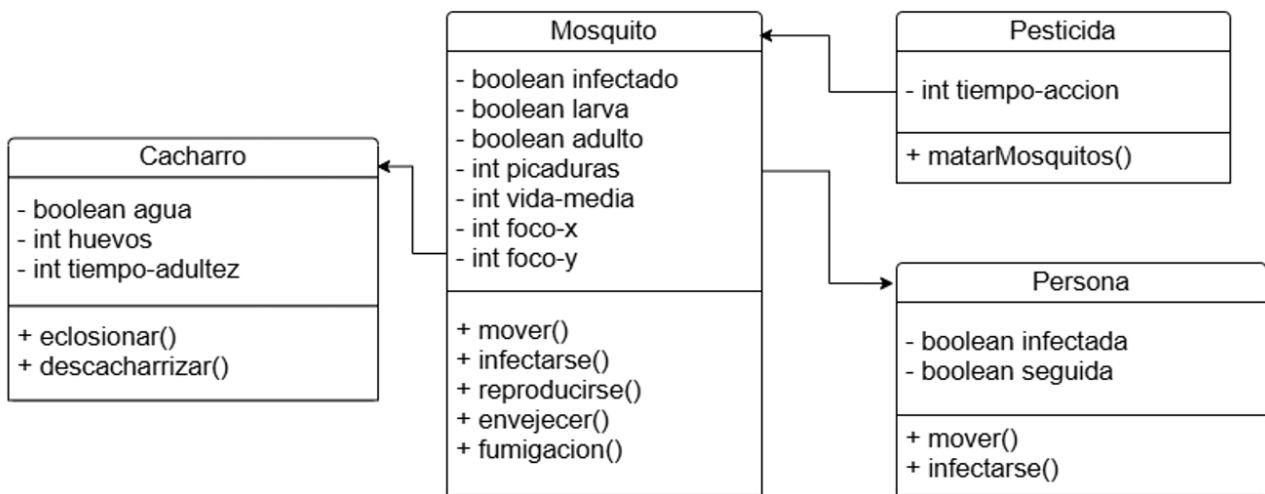 Mosquito
- boolean infectado
- boolean larva
- boolean adulto
- int picaduras
- int vida-media
- int foco-x
- int foco-y
+ mover()
+ infectarse()
+ reproducirse()
+ envejecer()
+ fumigacion()
Pesticida
- int tiempo-accion
+ matarMosquitos()
Cacharro
- boolean agua
- int huevos
- int tiempo-adultez
+ eclosionar()
+ descacharrizar()
Persona
- boolean infectada
- boolean seguida
+ mover()
+ infectarse()